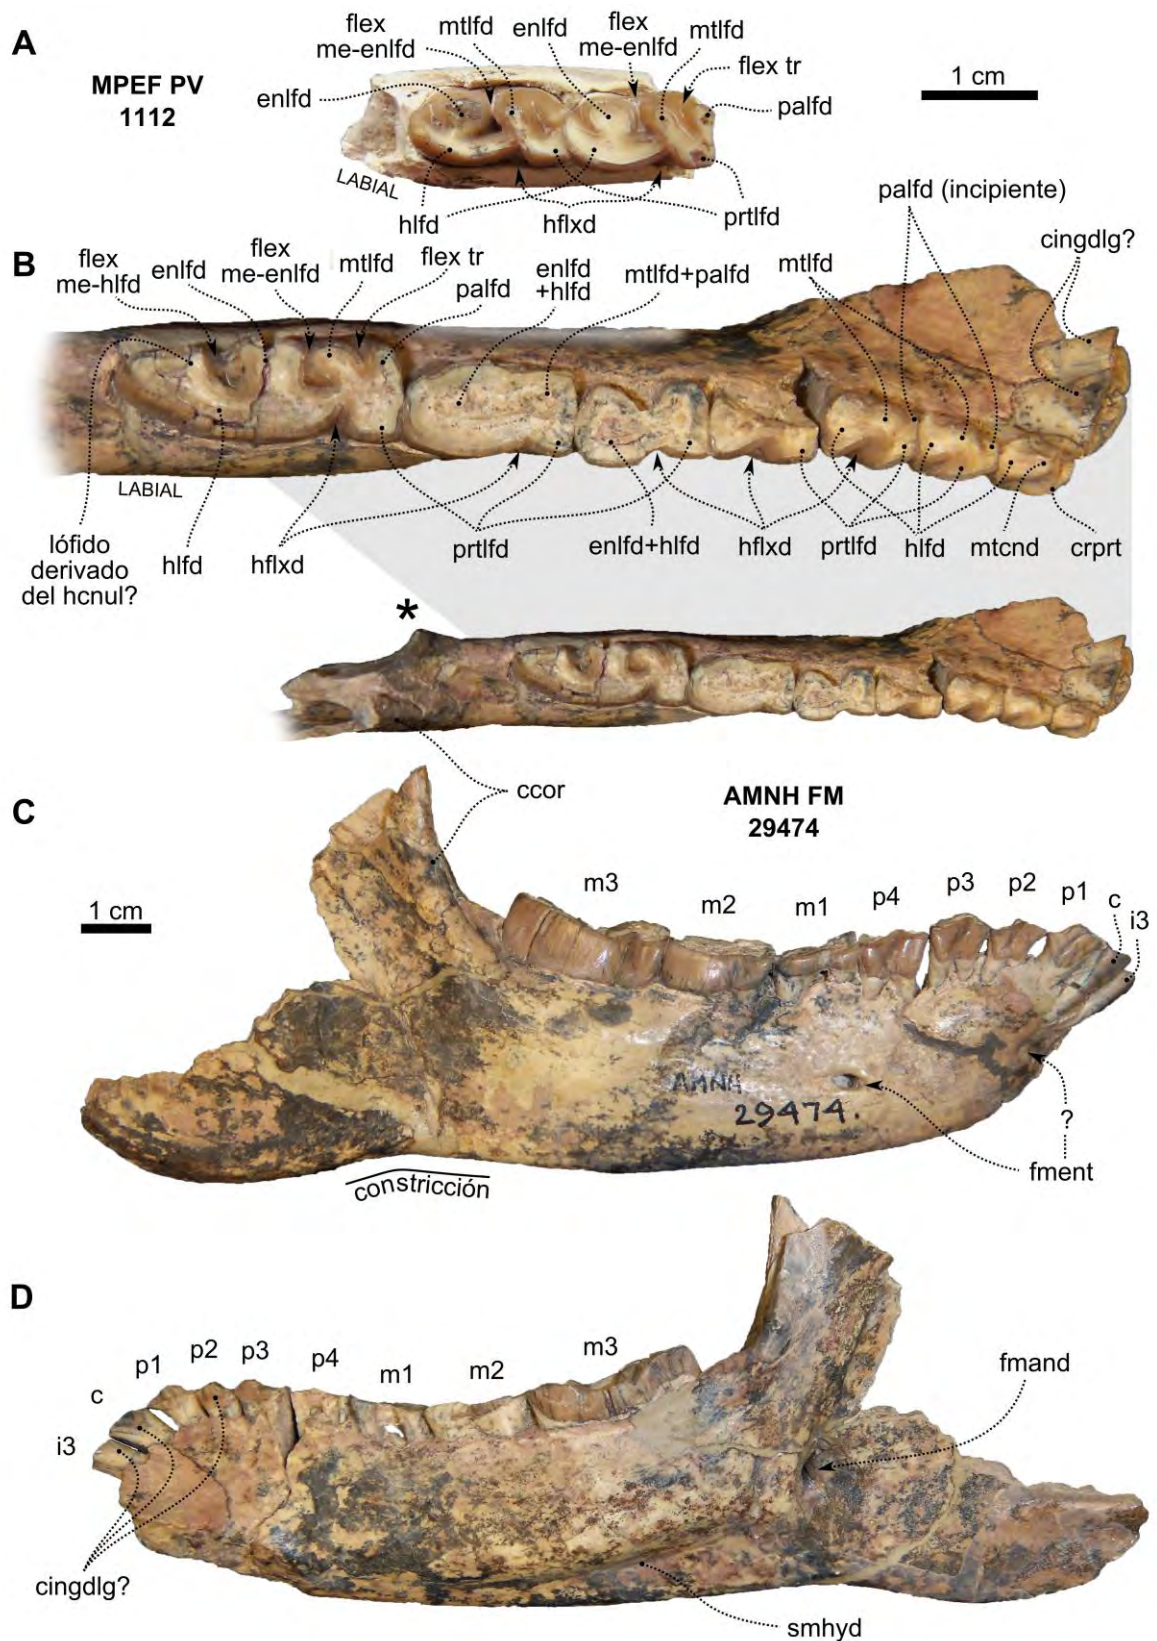 A
MPEF PV
1112
flex
me-enlfd
mtlfd
enlfd
flex
me-enlfd
mtlfd
flex tr
palfd
enlfd
1 cm
LABIAL
hlfd
hflxd
prtlfd
B
flex
me-hlfd
enlfd
flex
me-enlfd
mtlfd
flex tr
palfd
enlfd
+hlfd
mtlfd+palfd
mtlfd
palfd (incipiente)
cingdlg?
LABIAL
lófido
derivado
del hcnul?
hlfd
hflxd
prtlfd
enlfd+hlfd
hflxd
prtlfd
hlfd
mtcnd
crprt
*
C
ccor
AMNH FM
29474
1 cm
m3
m2
m1
p4
p3
p2
p1
c
i3
AMNH
29474.
?
fment
constricción
D
i3
c
p1
p2
p3
p4
m1
m2
m3
fmand
cingdlg?
smhyd